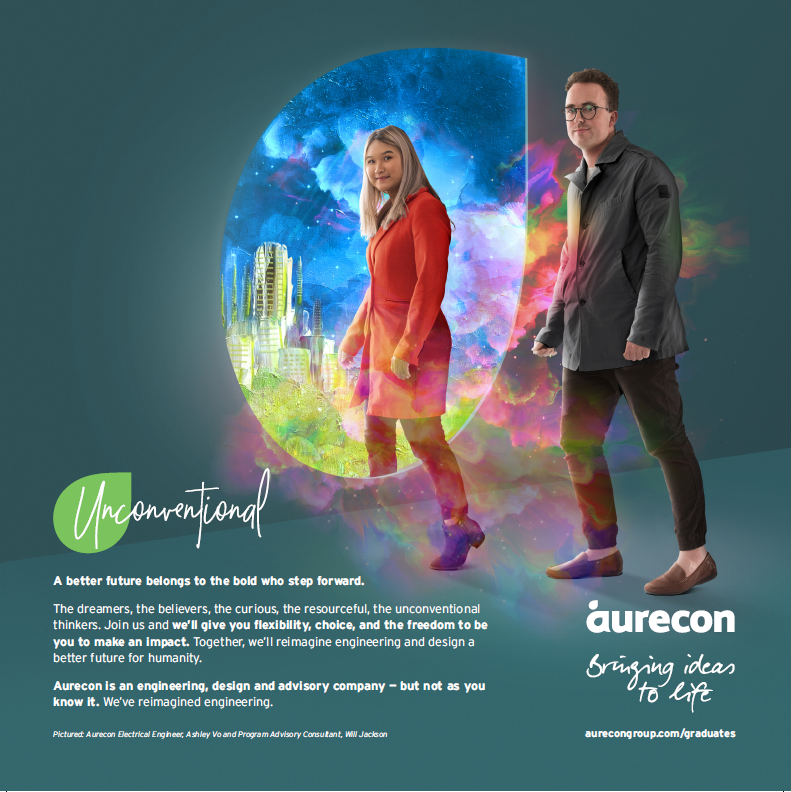 Unconventional
A better future belongs to the bold who step forward.
The dreamers, the believers, the curious, the resourceful, the unconventional
thinkers. Join us and we'll give you flexibility, choice, and the freedom to be
you to make an impact. Together, we'll reimagine engineering and design a
better future for humanity.
Aurecon is an engineering, design and advisory company – but not as you
know it. We've reimagined engineering.
Pictured: Aurecon Electrical Engineer, Ashley Vo and Program Advisory Consultant, Will Jackson
aurecon
Bringing ideas
to life
aurecongroup.com/graduates